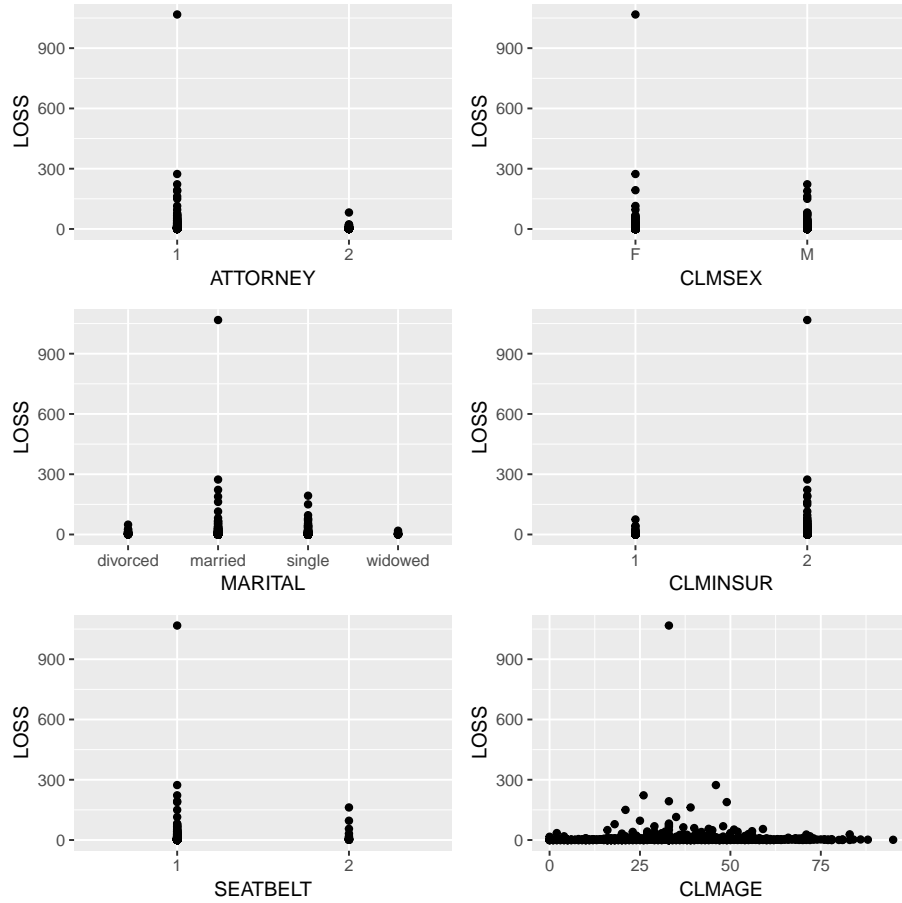 LOSS
900
600
300
0
1 2
ATTORNEY
LOSS
900
600
300
0
F M
CLMSEX
LOSS
900
600
300
0
divorced married single widowed
MARITAL
LOSS
900
600
300
0
1 2
CLMINSUR
LOSS
900
600
300
0
1 2
SEATBELT
LOSS
900
600
300
0
0 25 50 75
CLMAGE